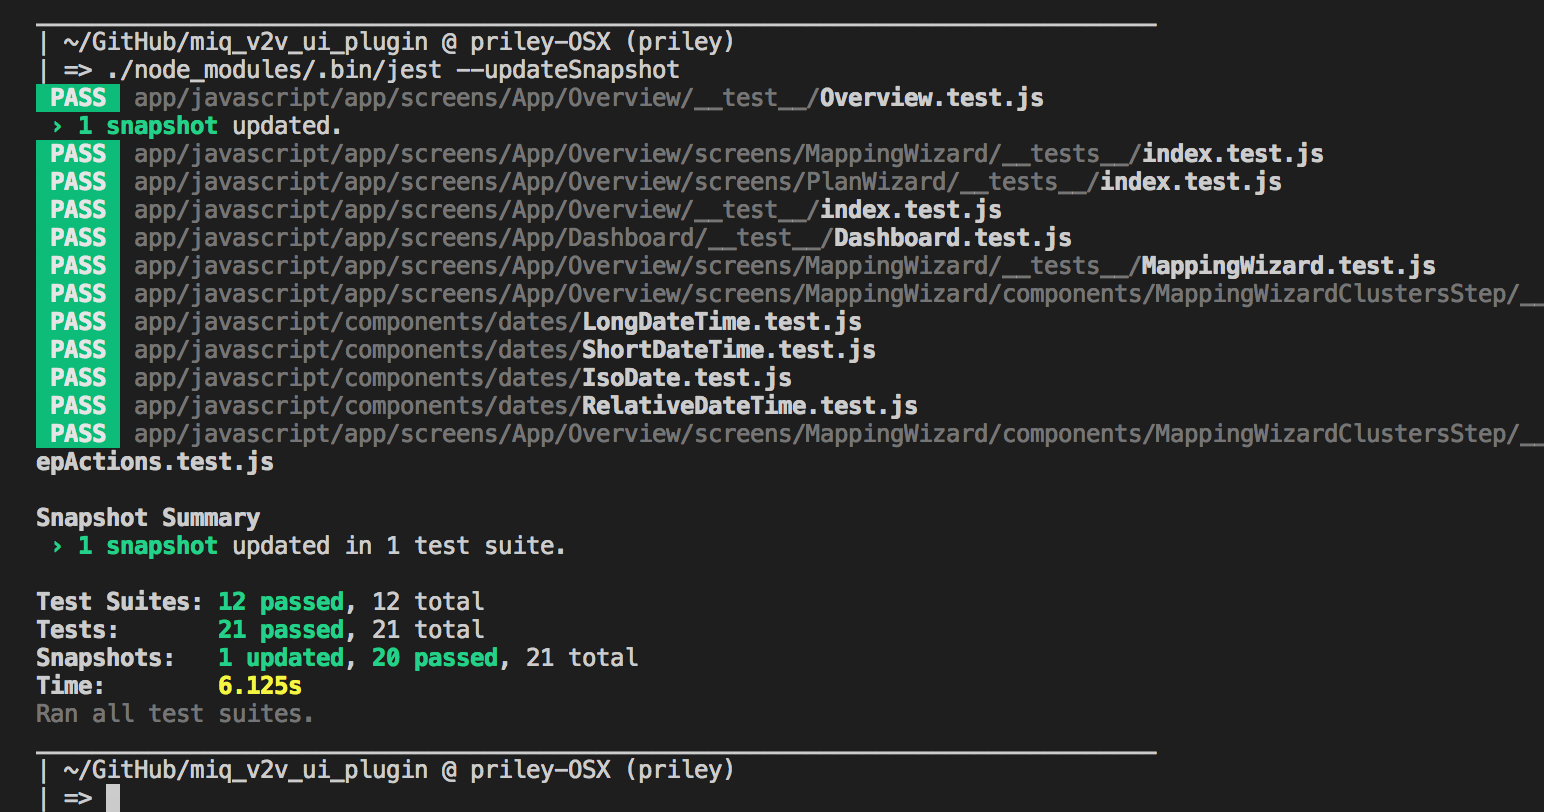 | ~/GitHub/miq_v2v_ui_plugin @ priley-OSX (priley)
| => ./node_modules/.bin/jest --updateSnapshot
PASS app/javascript/app/screens/App/Overview/__test__/Overview.test.js
› 1 snapshot updated.
PASS app/javascript/app/screens/App/Overview/screens/MappingWizard/__tests__/index.test.js
PASS app/javascript/app/screens/App/Overview/screens/PlanWizard/__tests__/index.test.js
PASS app/javascript/app/screens/App/Overview/__test__/index.test.js
PASS app/javascript/app/screens/App/Dashboard/__test__/Dashboard.test.js
PASS app/javascript/app/screens/App/Overview/screens/MappingWizard/__tests__/MappingWizard.test.js
PASS app/javascript/app/screens/App/Overview/screens/MappingWizard/components/MappingWizardClustersStep/__
PASS app/javascript/components/dates/LongDateTime.test.js
PASS app/javascript/components/dates/ShortDateTime.test.js
PASS app/javascript/components/dates/IsoDate.test.js
PASS app/javascript/components/dates/RelativeDateTime.test.js
PASS app/javascript/app/screens/App/Overview/screens/MappingWizard/components/MappingWizardClustersStep/__
epActions.test.js
Snapshot Summary
› 1 snapshot updated in 1 test suite.
Test Suites: 12 passed, 12 total
Tests: 21 passed, 21 total
Snapshots: 1 updated, 20 passed, 21 total
Time: 6.125s
Ran all test suites.
| ~/GitHub/miq_v2v_ui_plugin @ priley-OSX (priley)
| =>